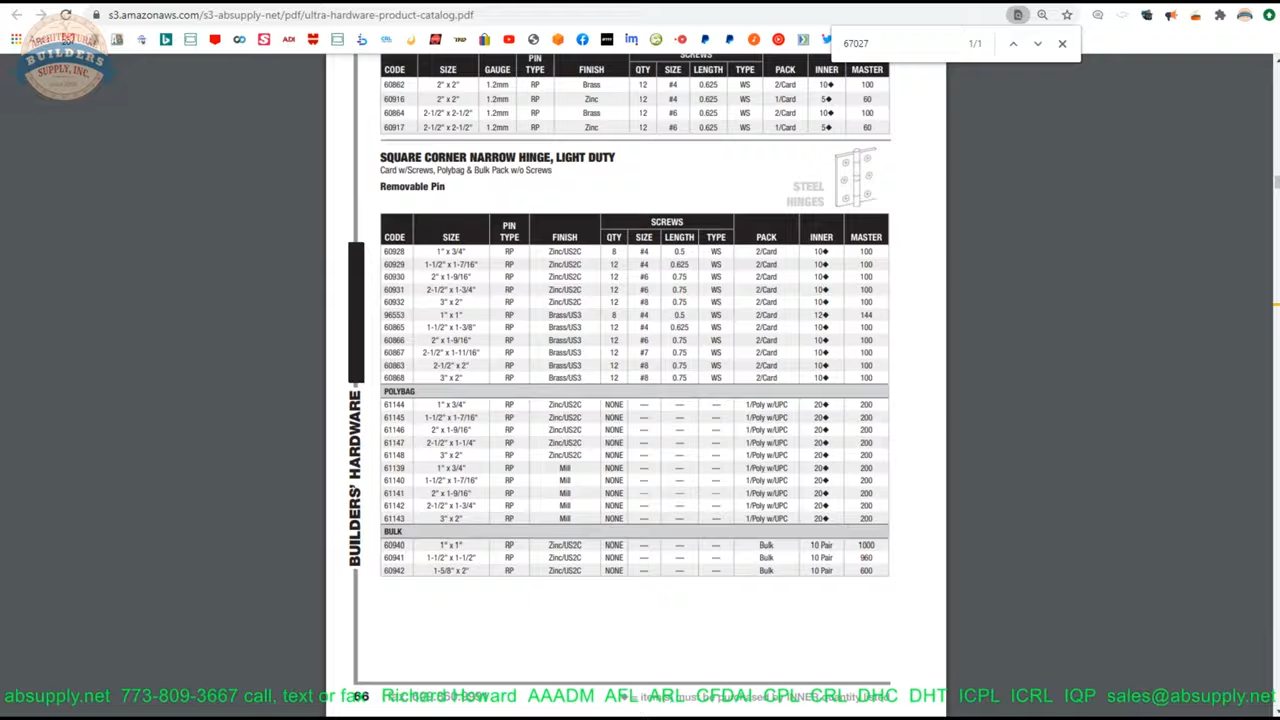 s3.amazonaws.com/s3-absupply-net/pdf/ultra-hardware-product-catalog.pdf
67027 1/1
ARCHITECTURAL
BUILDERS
SUPPLY, INC.
SCREWS
CODE SIZE GAUGE PIN TYPE FINISH QTY SIZE LENGTH TYPE PACK INNER MASTER
60862 2" x 2" 1.2mm RP Brass 12 #4 0.625 WS 2/Card 10◆ 100
60916 2" x 2" 1.2mm RP Zinc 12 #4 0.625 WS 1/Card 5◆ 60
60864 2-1/2" x 2-1/2" 1.2mm RP Brass 12 #6 0.625 WS 2/Card 10◆ 100
60917 2-1/2" x 2-1/2" 1.2mm RP Zinc 12 #6 0.625 WS 1/Card 5◆ 60
SQUARE CORNER NARROW HINGE, LIGHT DUTY
Card w/Screws, Polybag & Bulk Pack w/o Screws
Removable Pin
STEEL
HINGES
SCREWS
CODE SIZE PIN TYPE FINISH QTY SIZE LENGTH TYPE PACK INNER MASTER
60928 1" x 3/4" RP Zinc/US2C 8 #4 0.5 WS 2/Card 10◆ 100
60929 1-1/2" x 1-7/16" RP Zinc/US2C 12 #4 0.625 WS 2/Card 10◆ 100
60930 2" x 1-9/16" RP Zinc/US2C 12 #6 0.75 WS 2/Card 10◆ 100
60931 2-1/2" x 1-3/4" RP Zinc/US2C 12 #6 0.75 WS 2/Card 10◆ 100
60932 3" x 2" RP Zinc/US2C 12 #8 0.75 WS 2/Card 10◆ 100
96553 1" x 1" RP Brass/US3 8 #4 0.5 WS 2/Card 12◆ 144
60865 1-1/2" x 1-3/8" RP Brass/US3 12 #4 0.625 WS 2/Card 10◆ 100
60866 2" x 1-9/16" RP Brass/US3 12 #6 0.75 WS 2/Card 10◆ 100
60867 2-1/2" x 1-11/16" RP Brass/US3 12 #7 0.75 WS 2/Card 10◆ 100
60863 2-1/2" x 2" RP Brass/US3 12 #8 0.75 WS 2/Card 10◆ 100
60868 3" x 2" RP Brass/US3 12 #8 0.75 WS 2/Card 10◆ 100
POLYBAG
61144 1" x 3/4" RP Zinc/US2C NONE — — — 1/Poly w/UPC 20◆ 200
61145 1-1/2" x 1-7/16" RP Zinc/US2C NONE — — — 1/Poly w/UPC 20◆ 200
61146 2" x 1-9/16" RP Zinc/US2C NONE — — — 1/Poly w/UPC 20◆ 200
61147 2-1/2" x 1-1/4" RP Zinc/US2C NONE — — — 1/Poly w/UPC 20◆ 200
61148 3" x 2" RP Zinc/US2C NONE — — — 1/Poly w/UPC 20◆ 200
61139 1" x 3/4" RP Mill NONE — — — 1/Poly w/UPC 20◆ 200
61140 1-1/2" x 1-7/16" RP Mill NONE — — — 1/Poly w/UPC 20◆ 200
61141 2" x 1-9/16" RP Mill NONE — — — 1/Poly w/UPC 20◆ 200
61142 2-1/2" x 1-3/4" RP Mill NONE — — — 1/Poly w/UPC 20◆ 200
61143 3" x 2" RP Mill NONE — — — 1/Poly w/UPC 20◆ 200
BULK
60940 1" x 1" RP Zinc/US2C NONE — — — Bulk 10 Pair 1000
60941 1-1/2" x 1-1/2" RP Zinc/US2C NONE — — — Bulk 10 Pair 960
60942 1-5/8" x 2" RP Zinc/US2C NONE — — — Bulk 10 Pair 600
BUILDERS' HARDWARE
66
absupply.net 773-809-3667 call, text or fax Richard Howard AAADM AFL ARL CFDAI CPL CRL DHC DHT ICPL ICRL IQP sales@absupply.net